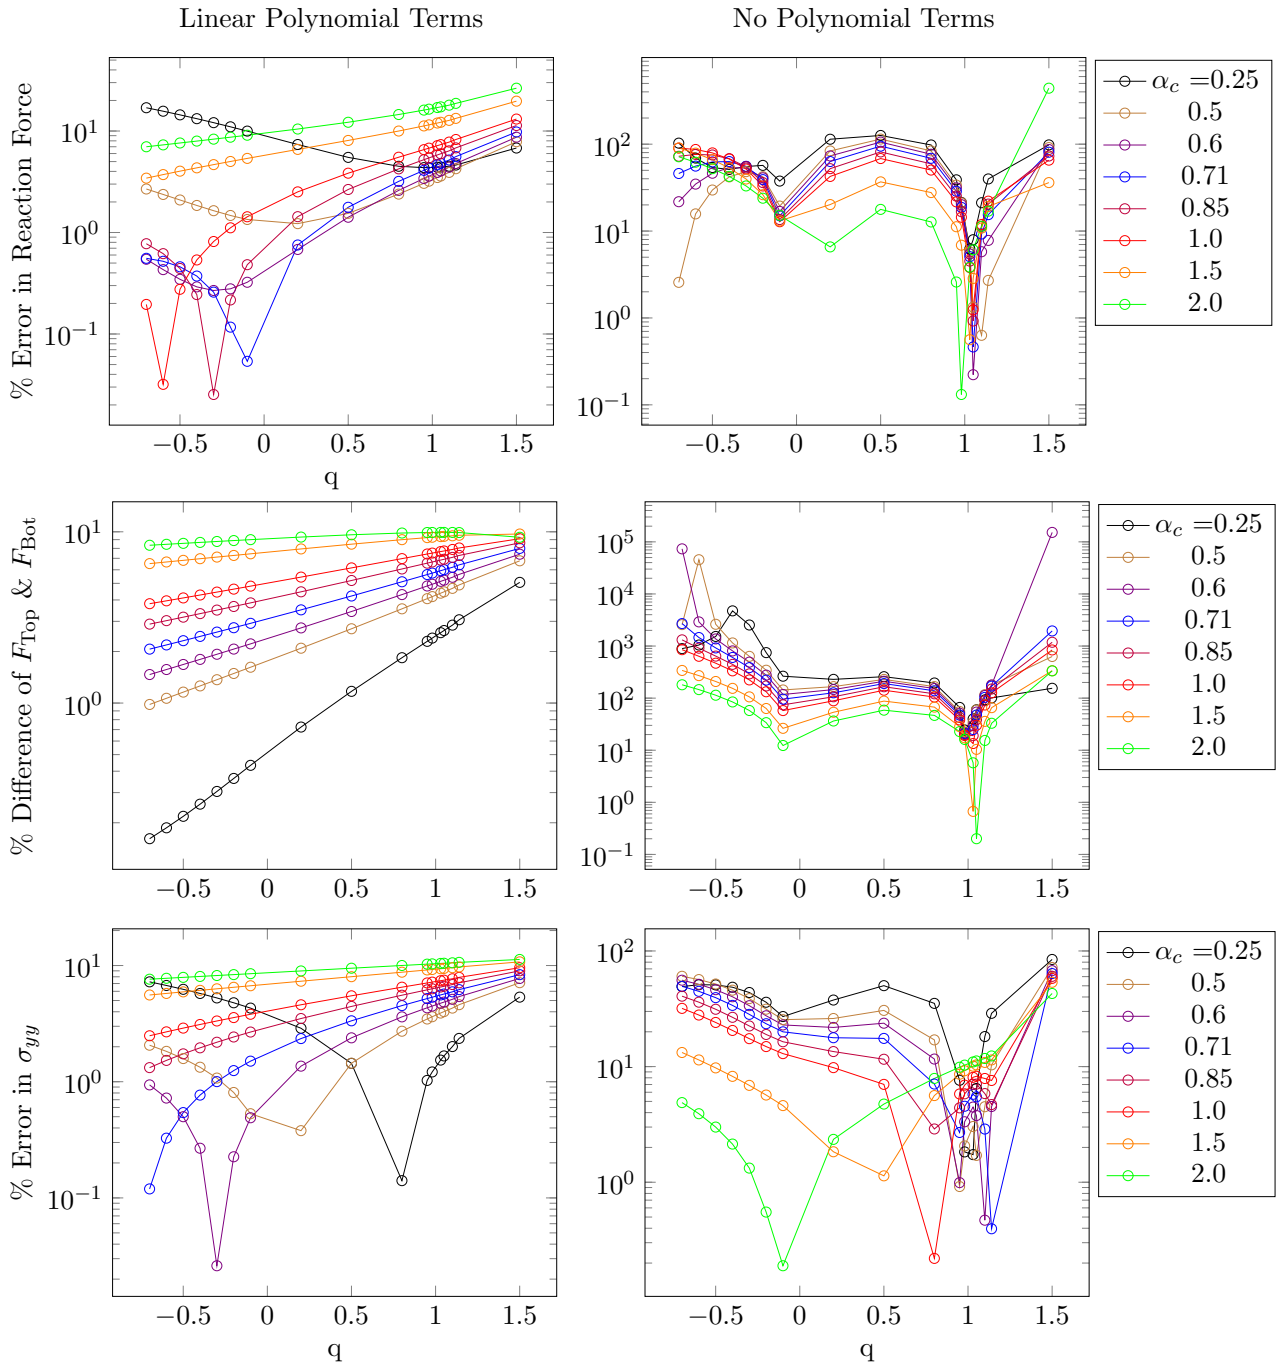 Linear Polynomial Terms
No Polynomial Terms
% Error in Reaction Force
10^1
10^0
10^−1
−0.5 0 0.5 1 1.5
q
10^2
10^1
10^0
10^−1
−0.5 0 0.5 1 1.5
α_c =0.25
0.5
0.6
0.71
0.85
1.0
1.5
2.0
% Difference of F_Top & F_Bot
10^1
10^0
−0.5 0 0.5 1 1.5
10^5
10^4
10^3
10^2
10^1
10^0
10^−1
−0.5 0 0.5 1 1.5
α_c =0.25
0.5
0.6
0.71
0.85
1.0
1.5
2.0
% Error in σ_yy
10^1
10^0
10^−1
−0.5 0 0.5 1 1.5
q
10^2
10^1
10^0
−0.5 0 0.5 1 1.5
q
α_c =0.25
0.5
0.6
0.71
0.85
1.0
1.5
2.0